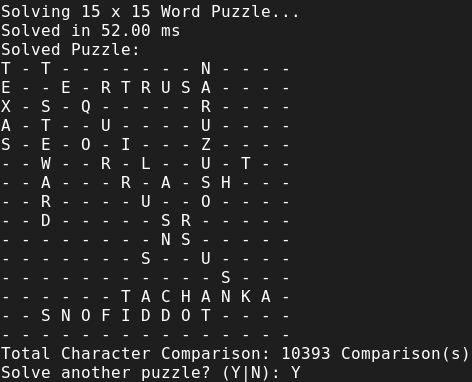 Solving 15 x 15 Word Puzzle...
Solved in 52.00 ms
Solved Puzzle:
T - T - - - - - - - N - - - -
E - - E - R T R U S A - - - -
X - S - Q - - - - - R - - - -
A - T - - U - - - - U - - - -
S - E - O - I - - - Z - - - -
- - W - - R - L - - U - T - -
- - A - - - R - A - S H - - -
- - R - - - - U - - O - - - -
- - D - - - - - S R - - - - -
- - - - - - - - N S - - - - -
- - - - - - - S - - U - - - -
- - - - - - - - - - - S - - -
- - - - - - T A C H A N K A -
- - S N O F I D D O T - - - -
- - - - - - - - - - - - - - -
Total Character Comparison: 10393 Comparison(s)
Solve another puzzle? (Y|N): Y